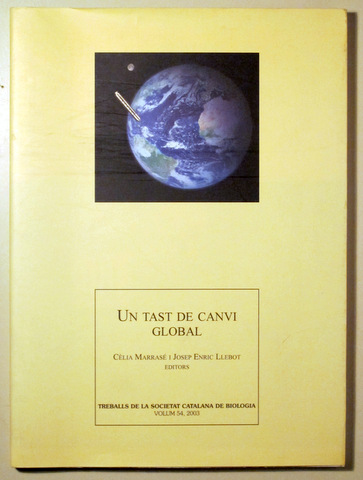 UN TAST DE CANVI
GLOBAL
CÈLIA MARRASÉ I JOSEP ENRIC LLEBOT
EDITORS
TREBALLS DE LA SOCIETAT CATALANA DE BIOLOGIA
VOLUM 54, 2003